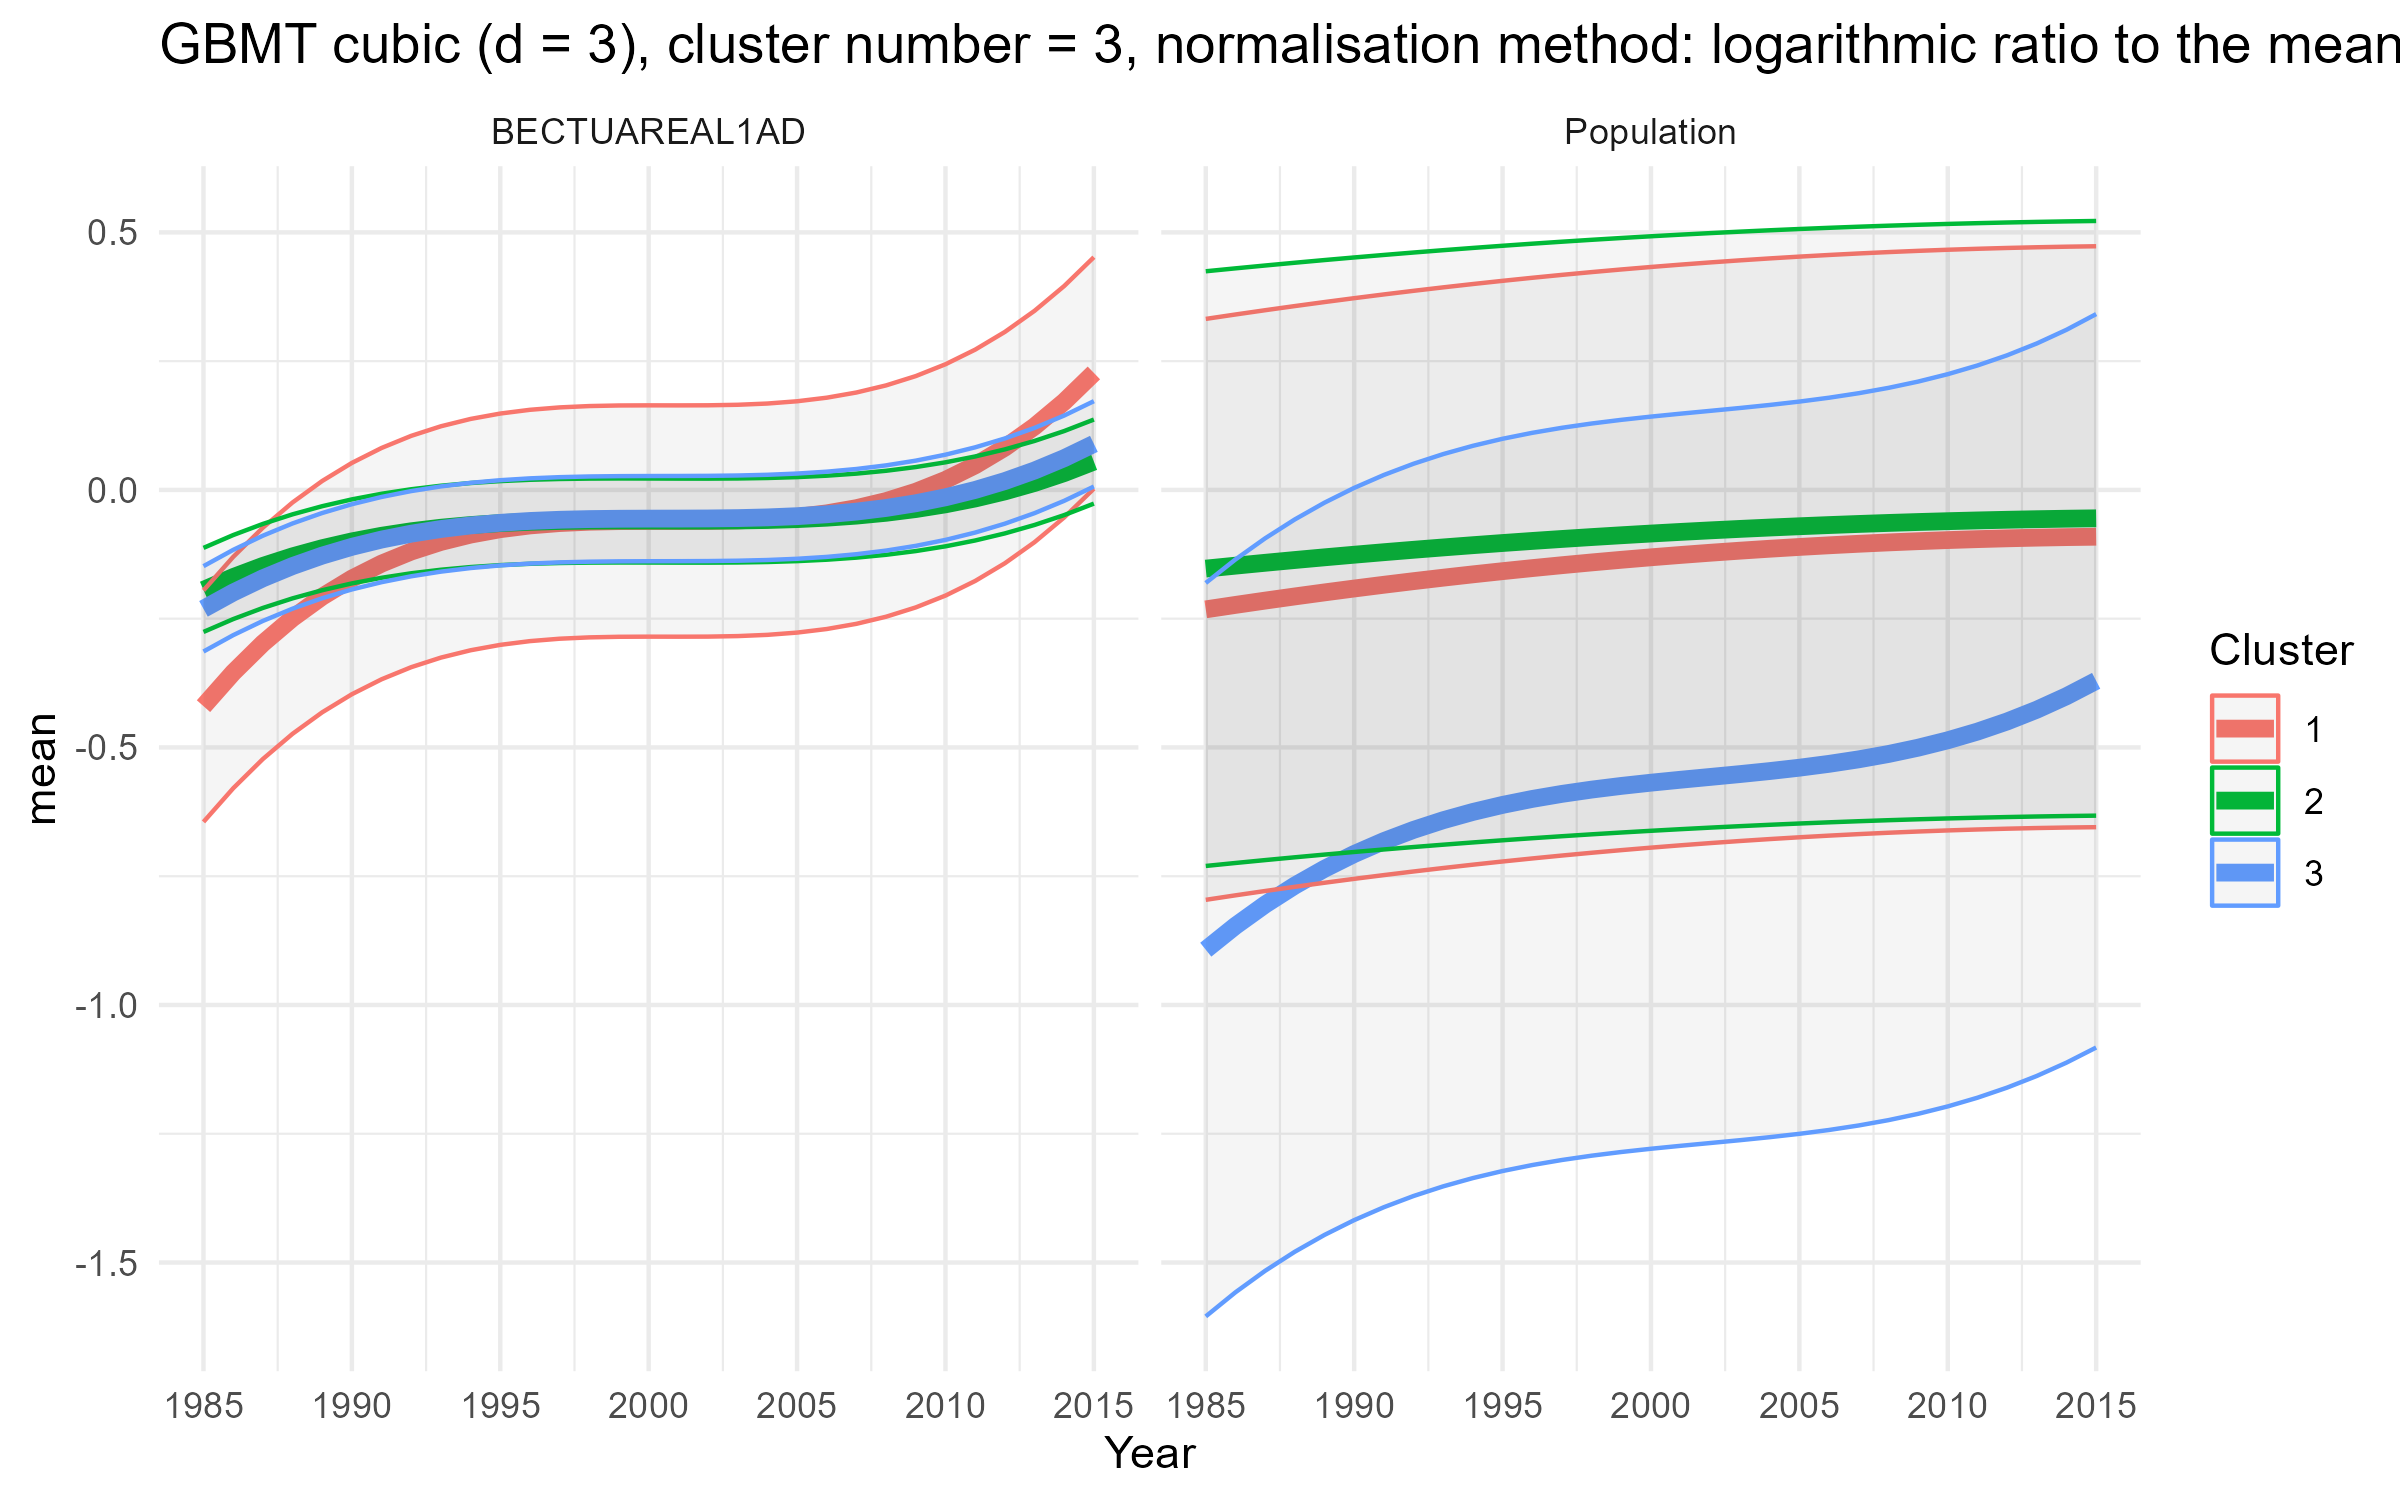 GBMT cubic (d = 3), cluster number = 3, normalisation method: logarithmic ratio to the mean
BECTUAREAL1AD Population
0.5
0.0
-0.5
-1.0
-1.5
mean
1985 1990 1995 2000 2005 2010 2015 1985 1990 1995 2000 2005 2010 2015
Year
Cluster
1
2
3